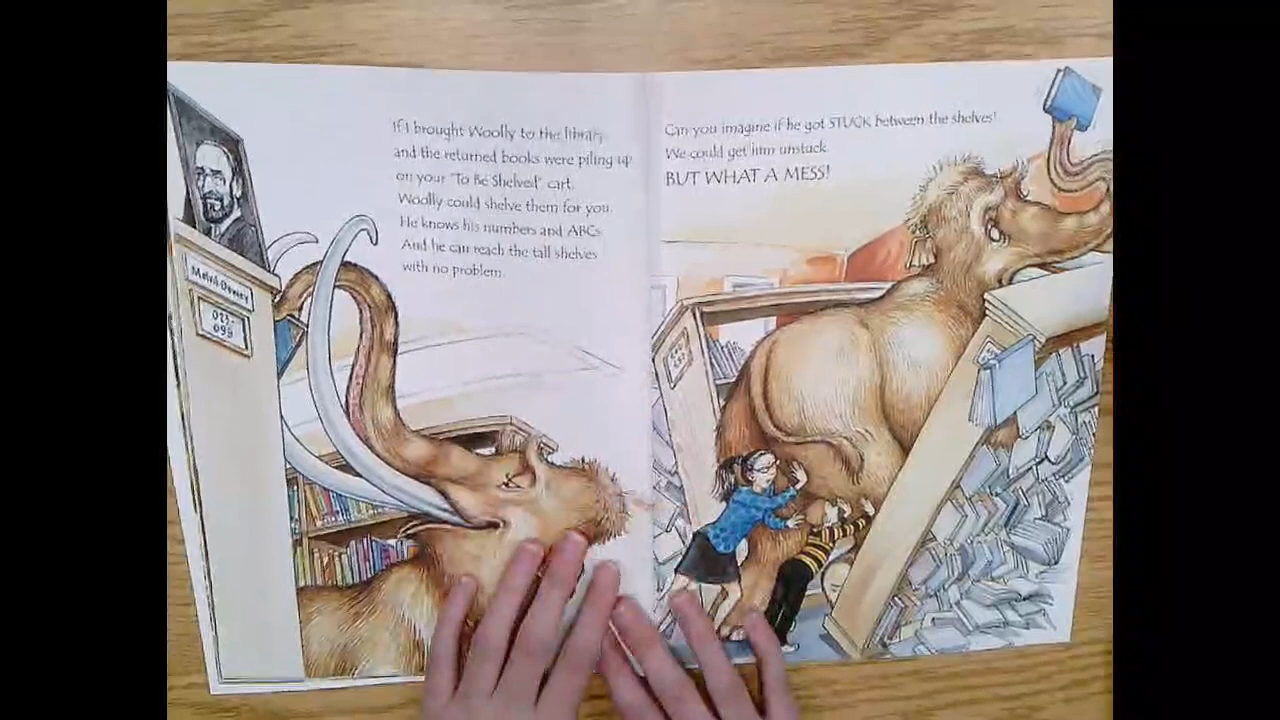 If I brought Woolly to the library
and the returned books were piling up
on your "To Be Shelved" cart,
Woolly could shelve them for you.
He knows his numbers and ABCs.
And he can reach the tall shelves
with no problem.
Melvil Dewey
Can you imagine if he got STUCK between the shelves!
We could get him unstuck.
BUT WHAT A MESS!